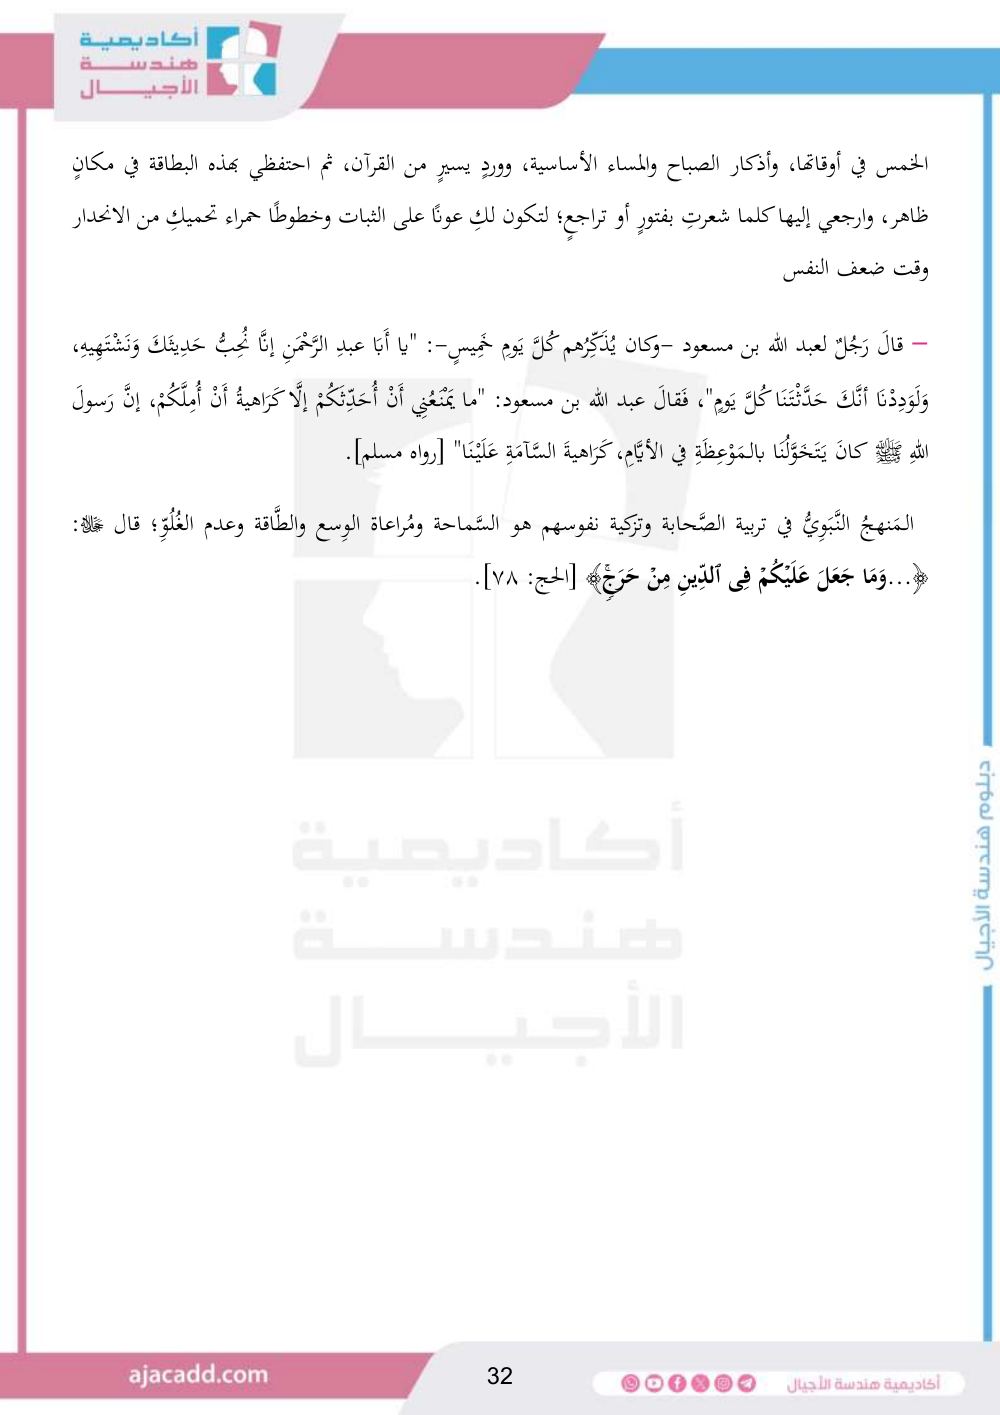 أكاديمية
هندسة
الأجيال
الخمس في أوقاتها، وأذكار الصباح والمساء الأساسية، ووردٍ يسيرٍ من القرآن، ثم احتفظي بهذه البطاقة في مكانٍ
ظاهر، وارجعي إليها كلما شعرتِ بفتورٍ أو تراجعٍ؛ لتكون لكِ عونًا على الثبات وخطوطًا حمراء تحميكِ من الانحدار
وقت ضعف النفس
– قالَ رَجُلٌ لعبد الله بن مسعود -وكان يُذَكِّرُهم كُلَّ يَومِ خَمِيسٍ-: "يا أَبَا عبدِ الرَّحْمَنِ إنَّا نُحِبُّ حَدِيثَكَ وَنَشْتَهِيهِ،
وَلَوَدِدْنَا أنَّكَ حَدَّثْتَنَا كُلَّ يَومٍ"، فَقالَ عبد الله بن مسعود: "ما يَمْنَعُنِي أَنْ أُحَدِّثَكُمْ إلَّا كَرَاهيةُ أَنْ أُمِلَّكُمْ، إنَّ رَسولَ
اللهِ ﷺ كانَ يَتَخَوَّلُنَا بالمَوْعِظَةِ في الأيَّامِ، كَرَاهيةَ السَّآمَةِ عَلَيْنَا" [رواه مسلم].
المَنهجُ النَّبَوِيُّ في تربية الصَّحابة وتزكية نفوسهم هو السَّماحة ومُراعاة الوِسع والطَّاقة وعدم الغُلُوِّ؛ قال ﷻ:
﴿...وَمَا جَعَلَ عَلَيْكُمْ فِى ٱلدِّينِ مِنْ حَرَجٍۚ﴾ [الحج: ٧٨].
أكاديمية
هندسة
الأجيال
دبلوم هندسة الأجيال
ajacadd.com
32
أكاديمية هندسة الأجيال